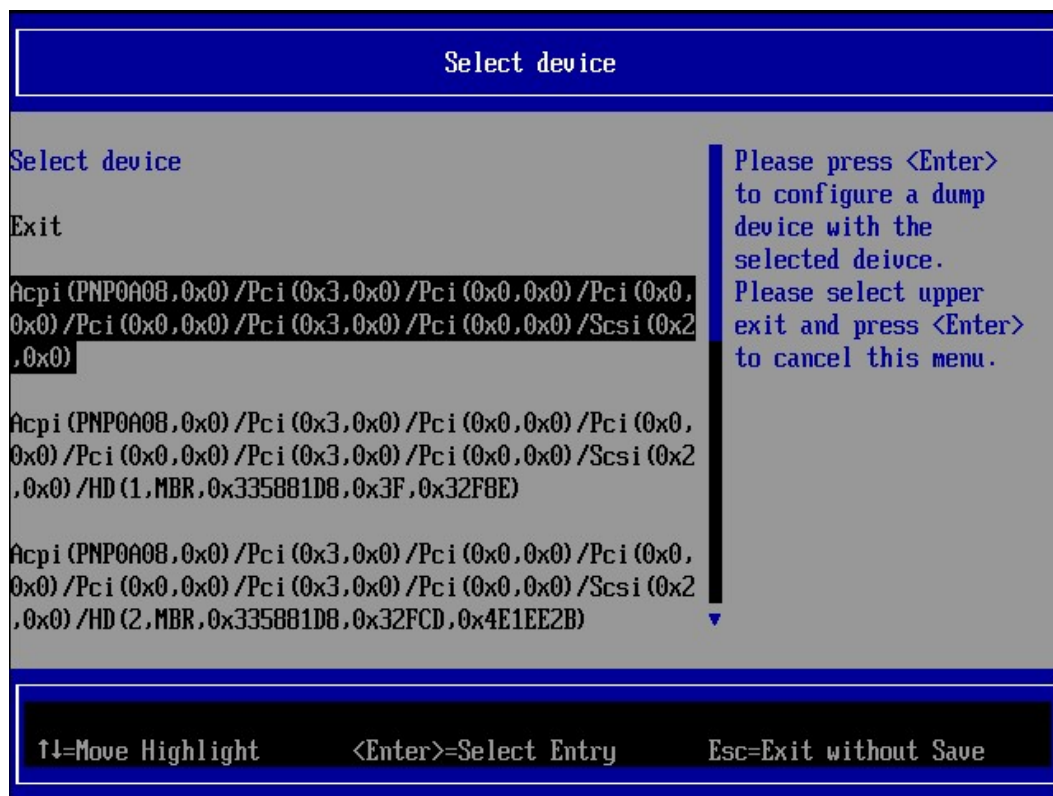 Select device
Select device
Exit
Acpi(PNP0A08,0x0)/Pci(0x3,0x0)/Pci(0x0,0x0)/Pci(0x0,
0x0)/Pci(0x0,0x0)/Pci(0x3,0x0)/Pci(0x0,0x0)/Scsi(0x2
,0x0)
Acpi(PNP0A08,0x0)/Pci(0x3,0x0)/Pci(0x0,0x0)/Pci(0x0,
0x0)/Pci(0x0,0x0)/Pci(0x3,0x0)/Pci(0x0,0x0)/Scsi(0x2
,0x0)/HD(1,MBR,0x335881D8,0x3F,0x32F8E)
Acpi(PNP0A08,0x0)/Pci(0x3,0x0)/Pci(0x0,0x0)/Pci(0x0,
0x0)/Pci(0x0,0x0)/Pci(0x3,0x0)/Pci(0x0,0x0)/Scsi(0x2
,0x0)/HD(2,MBR,0x335881D8,0x32FCD,0x4E1EE2B)
Please press <Enter>
to configure a dump
device with the
selected deivce.
Please select upper
exit and press <Enter>
to cancel this menu.
↑↓=Move Highlight <Enter>=Select Entry Esc=Exit without Save